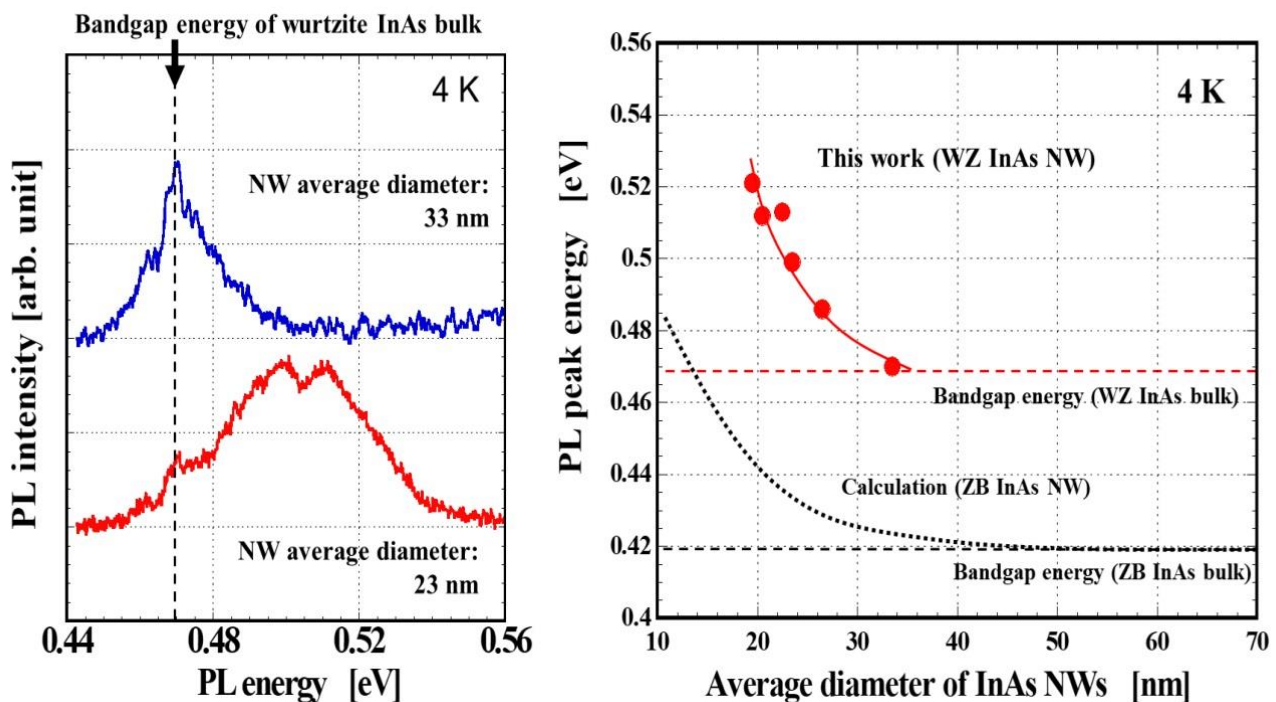 Bandgap energy of wurtzite InAs bulk
4 K
NW average diameter:
33 nm
NW average diameter:
23 nm
PL intensity [arb. unit]
0.44
0.48
0.52
0.56
PL energy [eV]
0.56
0.54
0.52
0.5
0.48
0.46
0.44
0.42
0.4
PL peak energy [eV]
4 K
This work (WZ InAs NW)
Bandgap energy (WZ InAs bulk)
Calculation (ZB InAs NW)
Bandgap energy (ZB InAs bulk)
10
20
30
40
50
60
70
Average diameter of InAs NWs [nm]